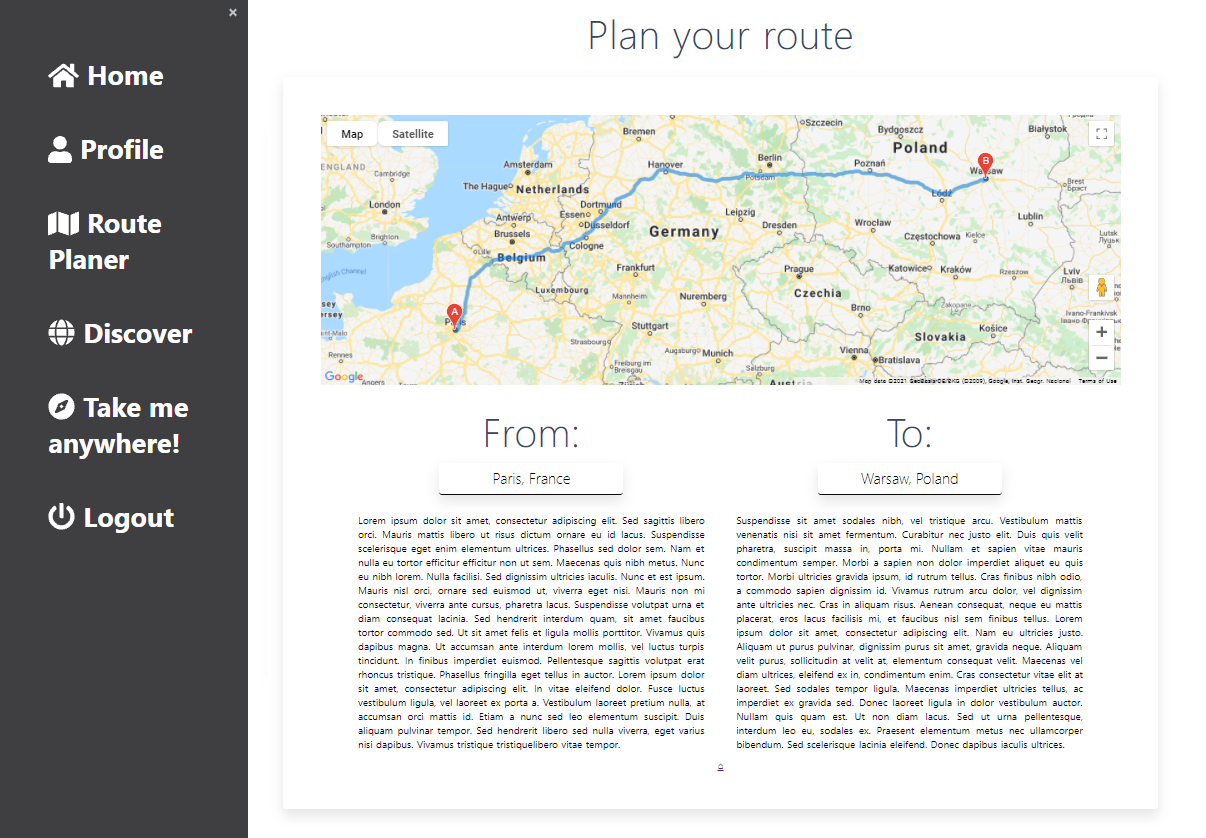 ×
Home
Profile
Route
Planer
Discover
Take me
anywhere!
Logout
Plan your route
Map
Satellite
Szczecin
Bydgoszcz
Białystok
Bremen
Poland
ENGLAND
Cambridge
Amsterdam
Hanover
Berlin
Potsdam
Poznań
B
Warsaw
The Hague
Netherlands
Brest
Брэст
London
Dortmund
Łódź
Antwerp
Essen
Düsseldorf
Leipzig
Lublin
Southampton
Brighton
Brussels
Germany
Dresden
Wrocław
Częstochowa
Kielce
Lutsk
Луцьк
Lille
Belgium
Cologne
English Channel
Frankfurt
Prague
Katowice
Kraków
Rzeszow
Lviv
Львів
Luxembourg
Mannheim
Nuremberg
Czechia
A
Paris
Brno
Zakopane
Ivano-Frankivsk
Stuttgart
Slovakia
Košice
Rennes
Strasbourg
Augsburg
Munich
Vienna
Bratislava
Freiburg im
Breisgau
Salzburg
Google
Angers
Zürich
Austria
Map data ©2021 GeoBasis-DE/BKG (©2009), Google, Inst. Geogr. Nacional
Terms of Use
From:
Paris, France
Lorem ipsum dolor sit amet, consectetur adipiscing elit. Sed sagittis libero
orci. Mauris mattis libero ut risus dictum ornare eu id lacus. Suspendisse
scelerisque eget enim elementum ultrices. Phasellus sed dolor sem. Nam et
nulla eu tortor efficitur efficitur non ut sem. Maecenas quis nibh metus. Nunc
eu nibh lorem. Nulla facilisi. Sed dignissim ultricies iaculis. Nunc et est ipsum.
Mauris nisl orci, ornare sed euismod ut, viverra eget nisi. Mauris non mi
consectetur, viverra ante cursus, pharetra lacus. Suspendisse volutpat urna et
diam consequat lacinia. Sed hendrerit interdum quam, sit amet faucibus
tortor commodo sed. Ut sit amet felis et ligula mollis porttitor. Vivamus quis
dapibus magna. Ut accumsan ante interdum lorem mollis, vel luctus turpis
tincidunt. In finibus imperdiet euismod. Pellentesque sagittis volutpat erat
rhoncus tristique. Phasellus fringilla eget tellus in auctor. Lorem ipsum dolor
sit amet, consectetur adipiscing elit. In vitae eleifend dolor. Fusce luctus
vestibulum ligula, vel laoreet ex porta a. Vestibulum laoreet pretium nulla, at
accumsan orci mattis id. Etiam a nunc sed leo elementum suscipit. Duis
aliquam pulvinar tempor. Sed hendrerit libero sed nulla viverra, eget varius
nisi dapibus. Vivamus tristique tristiquelibero vitae tempor.
To:
Warsaw, Poland
Suspendisse sit amet sodales nibh, vel tristique arcu. Vestibulum mattis
venenatis nisi sit amet fermentum. Curabitur nec justo elit. Duis quis velit
pharetra, suscipit massa in, porta mi. Nullam et sapien vitae mauris
condimentum semper. Morbi a sapien non dolor imperdiet aliquet eu quis
tortor. Morbi ultricies gravida ipsum, id rutrum tellus. Cras finibus nibh odio,
a commodo sapien dignissim id. Vivamus rutrum arcu dolor, vel dignissim
ante ultricies nec. Cras in aliquam risus. Aenean consequat, neque eu mattis
placerat, eros lacus facilisis mi, et faucibus nisl sem finibus tellus. Lorem
ipsum dolor sit amet, consectetur adipiscing elit. Nam eu ultricies justo.
Aliquam ut purus pulvinar, dignissim purus sit amet, gravida neque. Aliquam
velit purus, sollicitudin at velit at, elementum consequat velit. Maecenas vel
diam ultrices, eleifend ex in, condimentum enim. Cras consectetur vitae elit at
laoreet. Sed sodales tempor ligula. Maecenas imperdiet ultricies tellus, ac
imperdiet ex gravida sed. Donec laoreet ligula in dolor vestibulum auctor.
Nullam quis quam est. Ut non diam lacus. Sed ut urna pellentesque,
interdum leo eu, sodales ex. Praesent elementum metus nec ullamcorper
bibendum. Sed scelerisque lacinia eleifend. Donec dapibus iaculis ultrices.